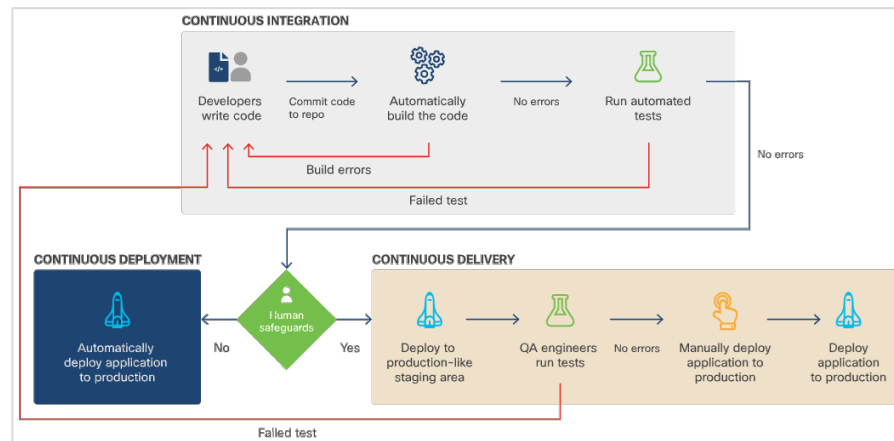 CONTINUOUS INTEGRATION
</>
Developers
write code
Commit code
to repo
Automatically
build the code
No errors
Run automated
tests
No errors
Build errors
Failed test
CONTINUOUS DEPLOYMENT
Automatically
deploy application
to production
No
Human
safeguards
Yes
CONTINUOUS DELIVERY
Deploy to
production-like
staging area
QA engineers
run tests
No errors
Manually deploy
application to
production
Deploy
application
to production
Failed test